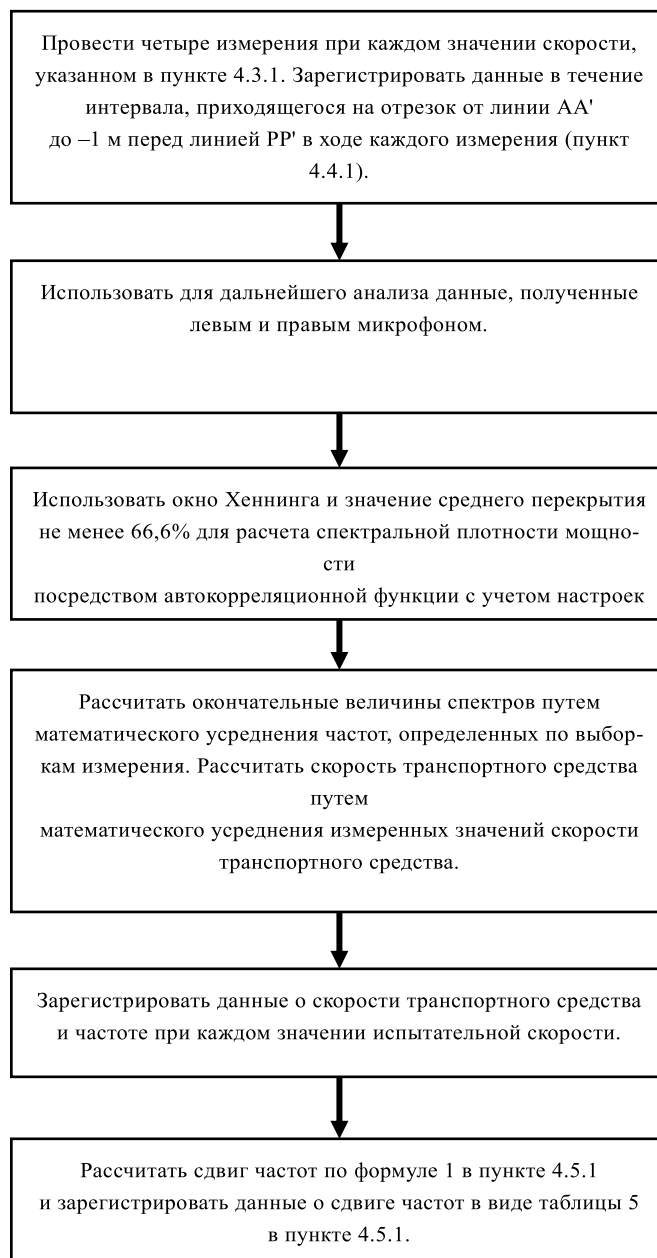 Провести четыре измерения при каждом значении скорости,
указанном в пункте 4.3.1. Зарегистрировать данные в течение
интервала, приходящегося на отрезок от линии AA'
до –1 м перед линией PP' в ходе каждого измерения (пункт
4.4.1).
Использовать для дальнейшего анализа данные, полученные
левым и правым микрофоном.
Использовать окно Хеннинга и значение среднего перекрытия
не менее 66,6% для расчета спектральной плотности мощно-
сти
посредством автокорреляционной функции с учетом настроек
Рассчитать окончательные величины спектров путем
математического усреднения частот, определенных по выбор-
кам измерения. Рассчитать скорость транспортного средства
путем
математического усреднения измеренных значений скорости
транспортного средства.
Зарегистрировать данные о скорости транспортного средства
и частоте при каждом значении испытательной скорости.
Рассчитать сдвиг частот по формуле 1 в пункте 4.5.1
и зарегистрировать данные о сдвиге частот в виде таблицы 5
в пункте 4.5.1.